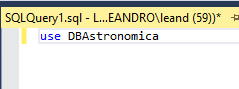 SQLQuery1.sql - L...EANDRO\leand (59))*
use DBAstronomica